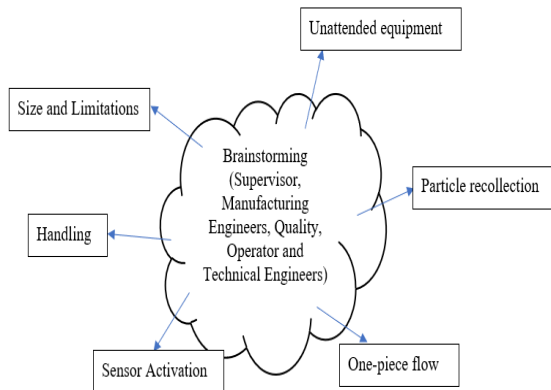 Unattended equipment
Size and Limitations
Brainstorming
(Supervisor,
Manufacturing
Engineers, Quality,
Operator and
Technical Engineers)
Particle recollection
Handling
Sensor Activation
One-piece flow